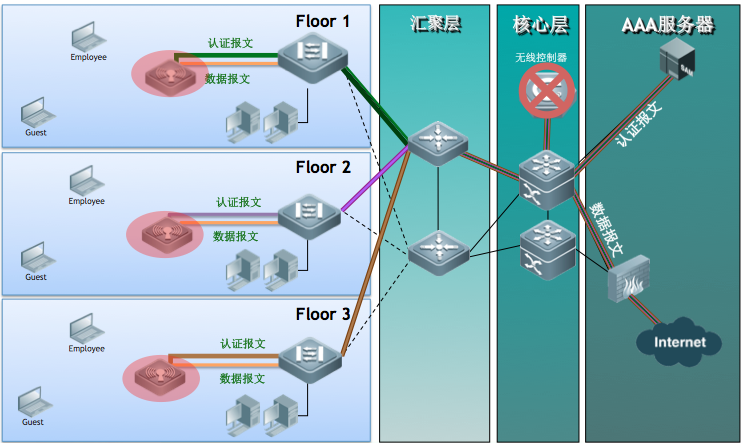 Floor 1
Employee
认证报文
数据报文
Guest
Floor 2
Employee
认证报文
数据报文
Guest
Floor 3
Employee
认证报文
数据报文
Guest
汇聚层
核心层
无线控制器
AAA服务器
SAM
认证报文
数据报文
Internet